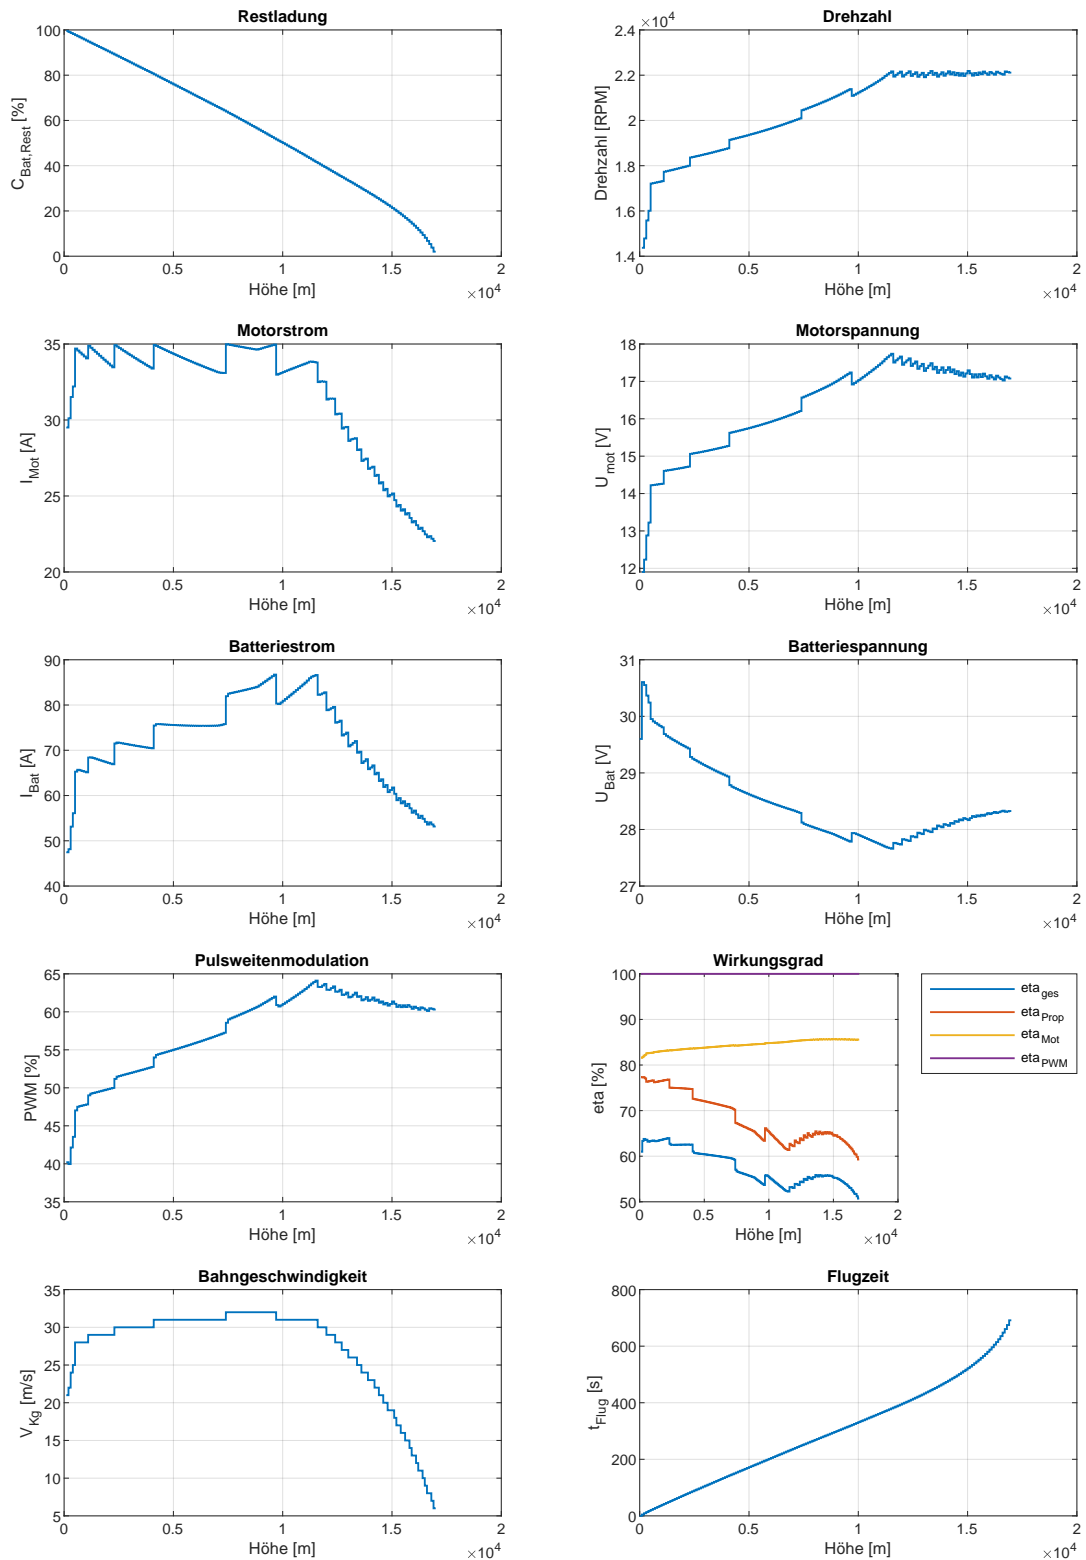 Restladung
100
80
60
40
20
0
C_Bat,Rest [%]
0 0.5 1 1.5 2
Höhe [m]
×10^4
Drehzahl
×10^4
2.4
2.2
2
1.8
1.6
1.4
Drehzahl [RPM]
0 0.5 1 1.5 2
Höhe [m]
×10^4
Motorstrom
35
30
25
20
I_Mot [A]
0 0.5 1 1.5 2
Höhe [m]
×10^4
Motorspannung
18
17
16
15
14
13
12
U_mot [V]
0 0.5 1 1.5 2
Höhe [m]
×10^4
Batteriestrom
90
80
70
60
50
40
I_Bat [A]
0 0.5 1 1.5 2
Höhe [m]
×10^4
Batteriespannung
31
30
29
28
27
U_Bat [V]
0 0.5 1 1.5 2
Höhe [m]
×10^4
Pulsweitenmodulation
65
60
55
50
45
40
35
PWM [%]
0 0.5 1 1.5 2
Höhe [m]
×10^4
Wirkungsgrad
100
90
80
70
60
50
eta [%]
0 0.5 1 1.5 2
Höhe [m]
×10^4
eta_ges
eta_Prop
eta_Mot
eta_PWM
Bahngeschwindigkeit
35
30
25
20
15
10
5
V_Kg [m/s]
0 0.5 1 1.5 2
Höhe [m]
×10^4
Flugzeit
800
600
400
200
0
t_Flug [s]
0 0.5 1 1.5 2
Höhe [m]
×10^4